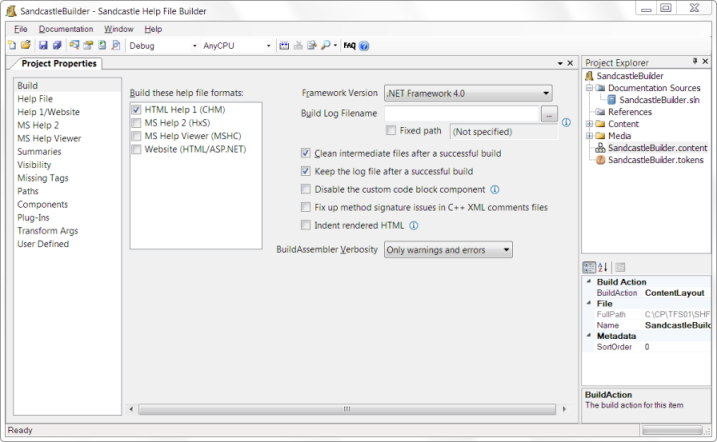 SandcastleBuilder - Sandcastle Help File Builder
File Documentation Window Help
Debug AnyCPU FAQ
Project Properties
Build
Help File
Help 1/Website
MS Help 2
MS Help Viewer
Summaries
Visibility
Missing Tags
Paths
Components
Plug-Ins
Transform Args
User Defined
Build these help file formats:
HTML Help 1 (CHM)
MS Help 2 (HxS)
MS Help Viewer (MSHC)
Website (HTML/ASP.NET)
Framework Version .NET Framework 4.0
Build Log Filename ...
Fixed path (Not specified)
Clean intermediate files after a successful build
Keep the log file after a successful build
Disable the custom code block component
Fix up method signature issues in C++ XML comments files
Indent rendered HTML
BuildAssembler Verbosity Only warnings and errors
Project Explorer
SandcastleBuilder
Documentation Sources
SandcastleBuilder.sln
References
Content
Media
SandcastleBuilder.content
SandcastleBuilder.tokens
Build Action
BuildAction ContentLayout
File
FullPath C:\CP\TFS01\SHF
Name SandcastleBuild
Metadata
SortOrder 0
BuildAction
The build action for this item
Ready